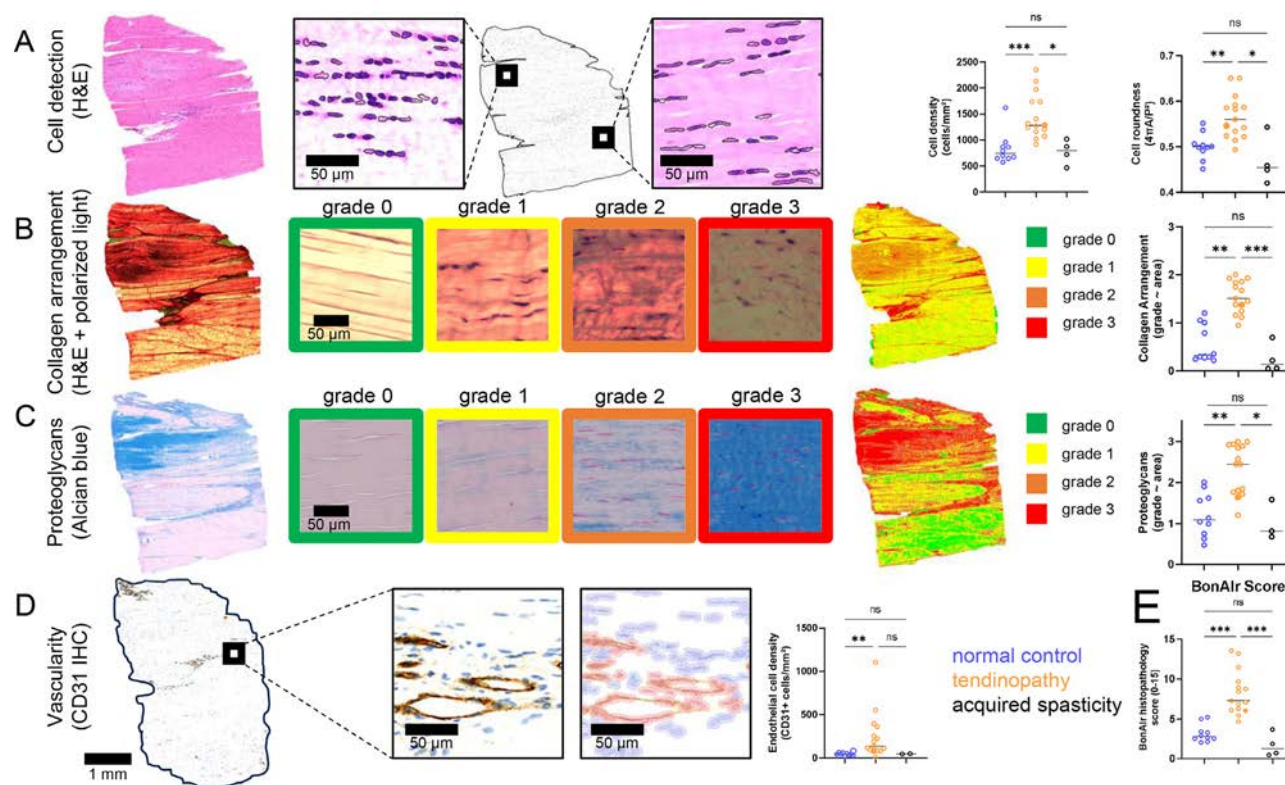 A
Cell detection
(H&E)
50 µm
50 µm
ns
***
*
Cell density
(cells/mm²)
2500
2000
1500
1000
500
0
ns
**
*
Cell roundness
(4πA/P²)
0.7
0.6
0.5
0.4
B
Collagen arrangement
(H&E + polarized light)
grade 0
grade 1
grade 2
grade 3
50 µm
grade 0
grade 1
grade 2
grade 3
ns
**
***
Collagen Arrangement
(grade ~ area)
3
2
1
0
C
Proteoglycans
(Alcian blue)
grade 0
grade 1
grade 2
grade 3
50 µm
grade 0
grade 1
grade 2
grade 3
ns
**
*
Proteoglycans
(grade ~ area)
3
2
1
0
D
Vascularity
(CD31 IHC)
1 mm
50 µm
50 µm
ns
**
ns
Endothelial cell density
(CD31+ cells/mm²)
1500
1000
500
0
normal control
tendinopathy
acquired spasticity
E
BonAIr Score
ns
***
***
BonAIr histopathology
score (0-15)
15
10
5
0